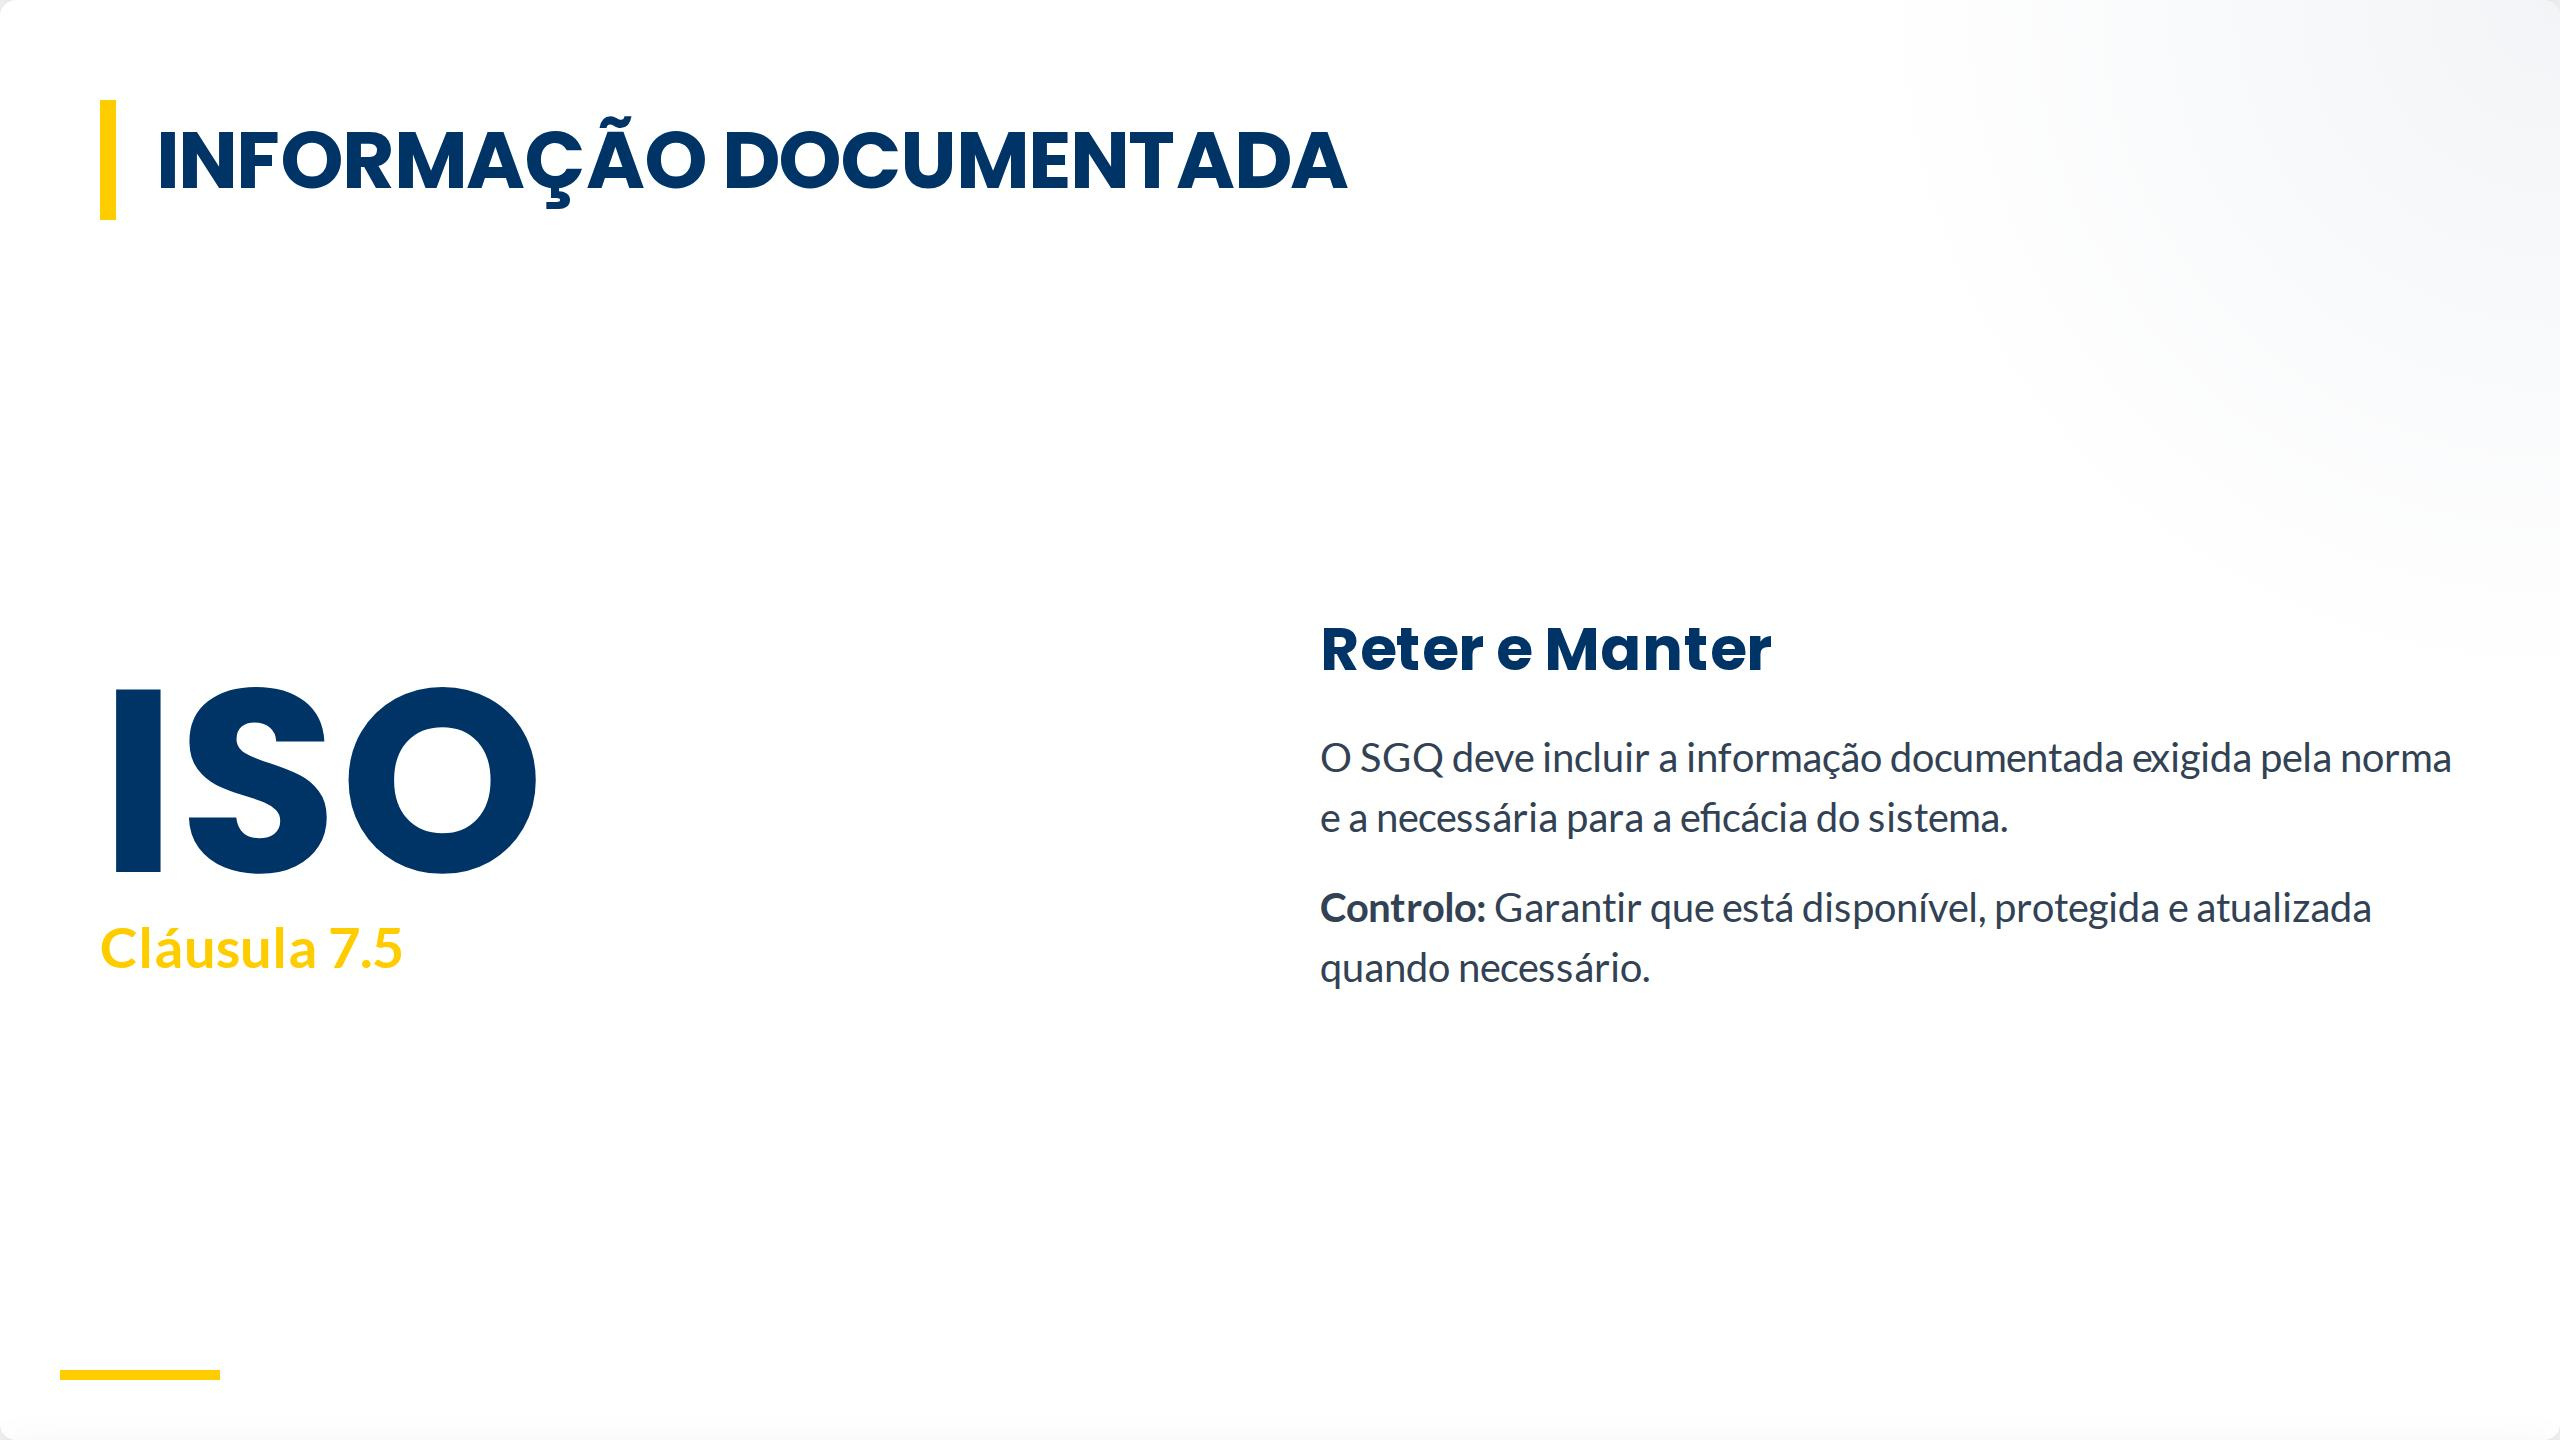 INFORMAÇÃO DOCUMENTADA
ISO
Cláusula 7.5
Reter e Manter
O SGQ deve incluir a informação documentada exigida pela norma
e a necessária para a eficácia do sistema.
Controlo: Garantir que está disponível, protegida e atualizada
quando necessário.